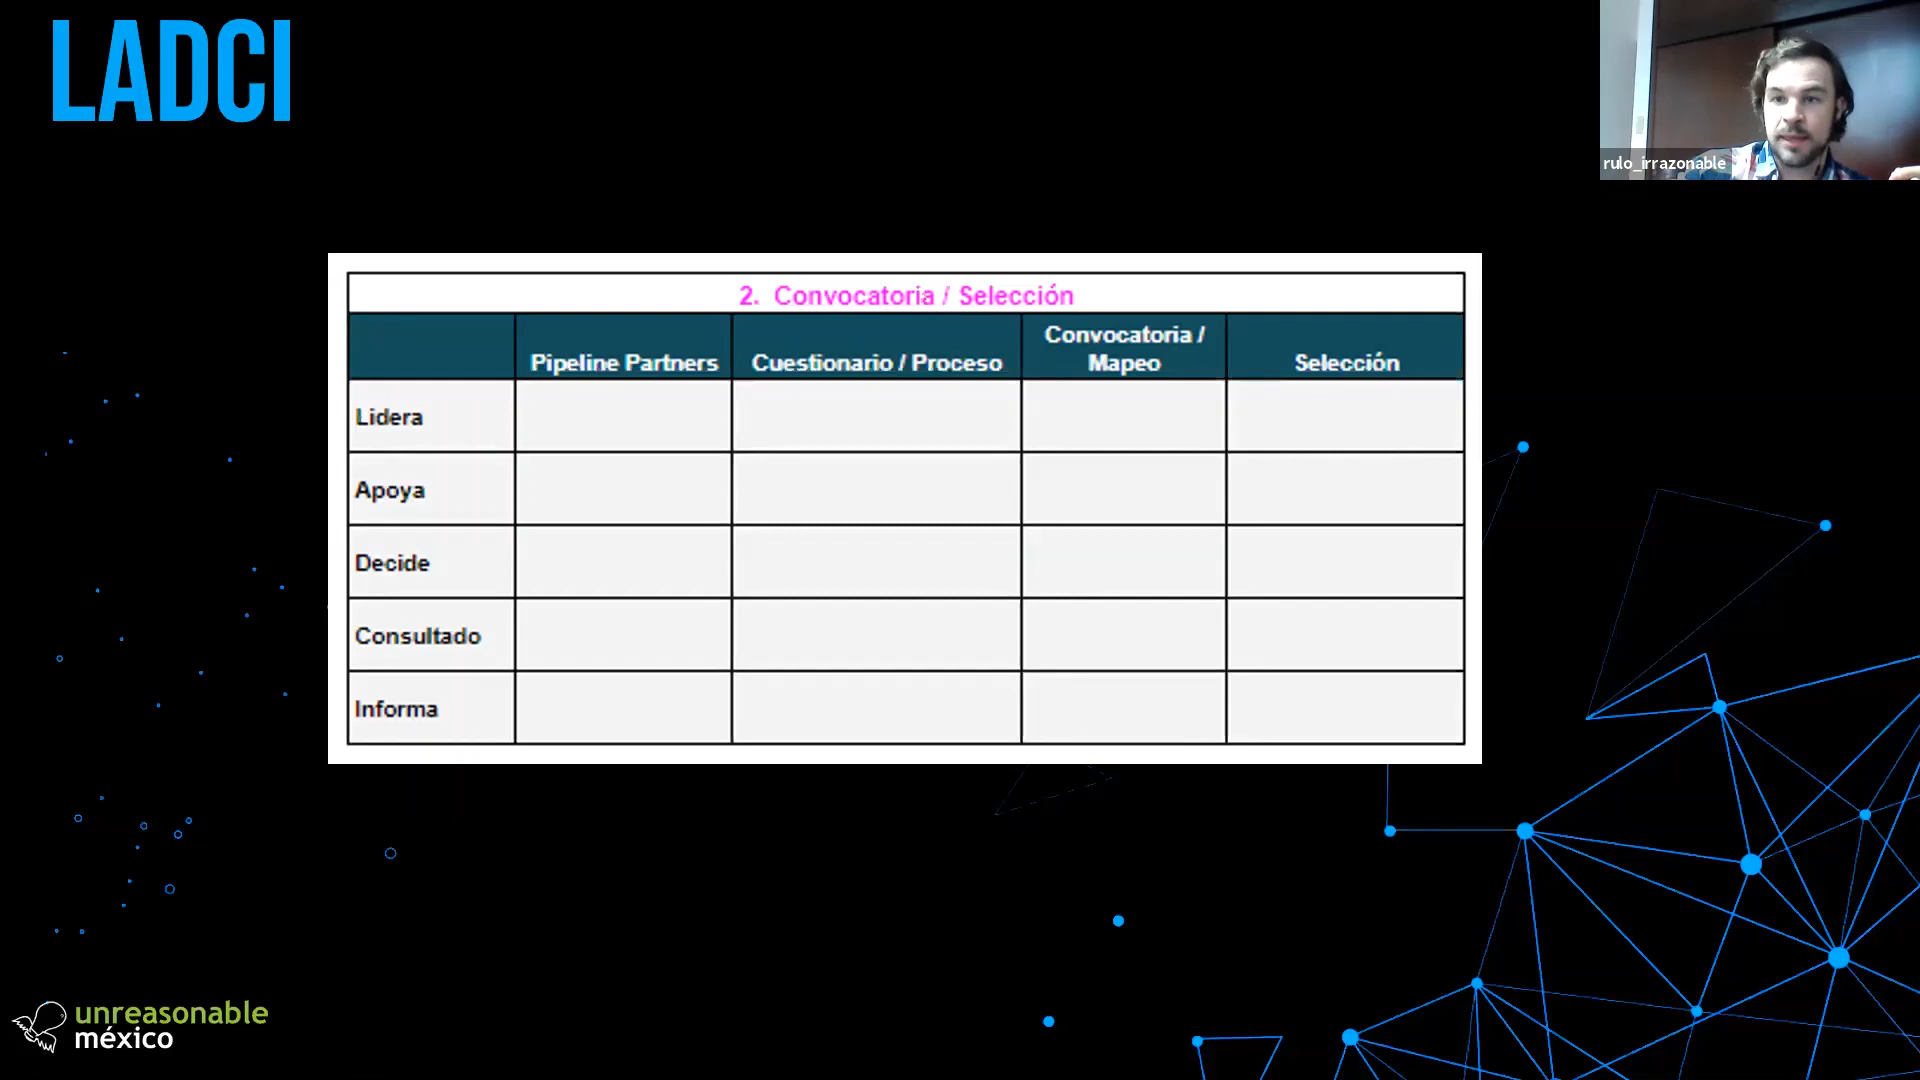 LADCI
rulo_irrazonable
2. Convocatoria / Selección
Convocatoria /
Pipeline Partners Cuestionario / Proceso Mapeo Selección
Lidera
Apoya
Decide
Consultado
Informa
unreasonable
méxico